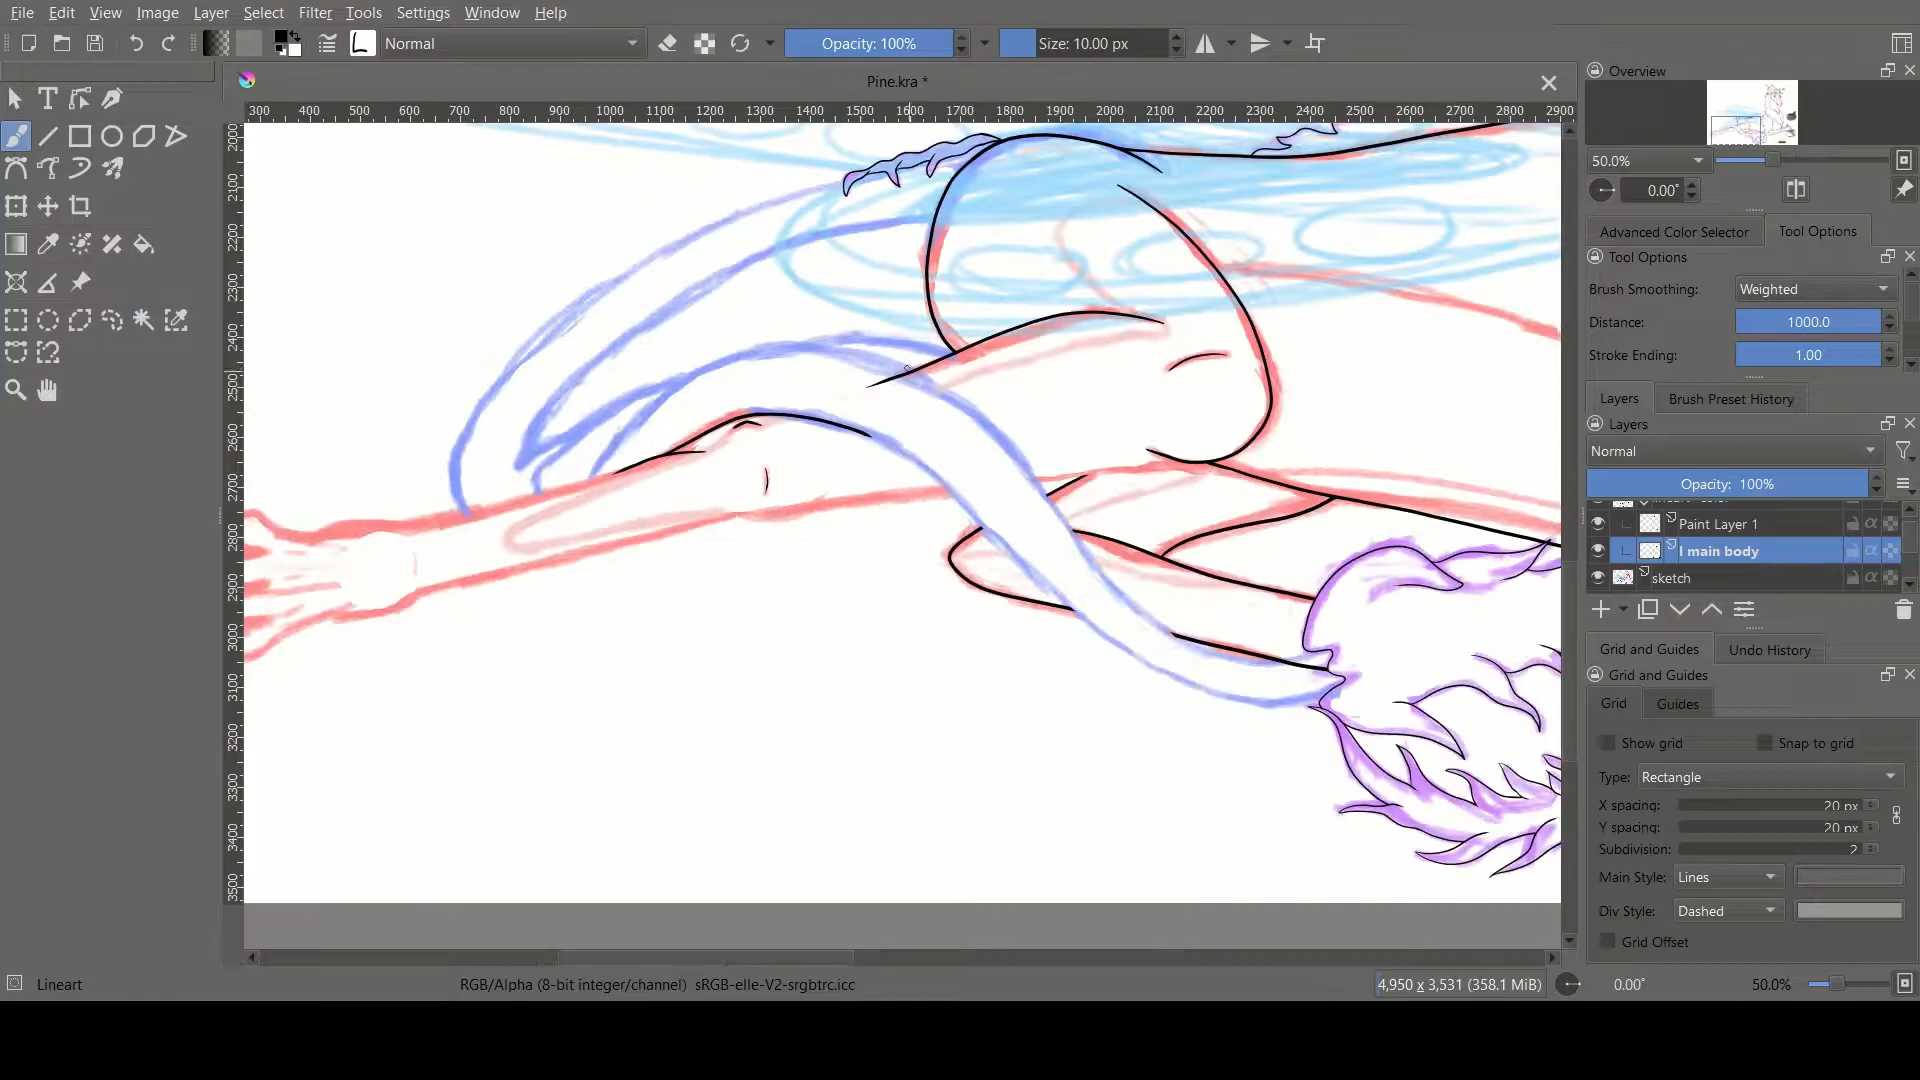 File Edit View Image Layer Select Filter Tools Settings Window Help
Normal Opacity: 100% Size: 10.00 px
Pine.kra *
300 400 500 600 700 800 900 1000 1100 1200 1300 1400 1500 1600 1700 1800 1900 2000 2100 2200 2300 2400 2500 2600 2700 2800 2900
2000
2100
2200
2300
2400
2500
2600
2700
2800
2900
3000
3100
3200
3300
3400
3500
Overview
50.0%
0.00°
Advanced Color Selector Tool Options
Tool Options
Brush Smoothing: Weighted
Distance: 1000.0
Stroke Ending: 1.00
Layers Brush Preset History
Layers
Normal
Opacity: 100%
Paint Layer 1
l main body
sketch
Grid and Guides Undo History
Grid and Guides
Grid Guides
Show grid Snap to grid
Type: Rectangle
X spacing: 20 px
Y spacing: 20 px
Subdivision: 2
Main Style: Lines
Div Style: Dashed
Grid Offset
Lineart RGB/Alpha (8-bit integer/channel) sRGB-elle-V2-srgbtrc.icc 4,950 x 3,531 (358.1 MiB) 0.00° 50.0%